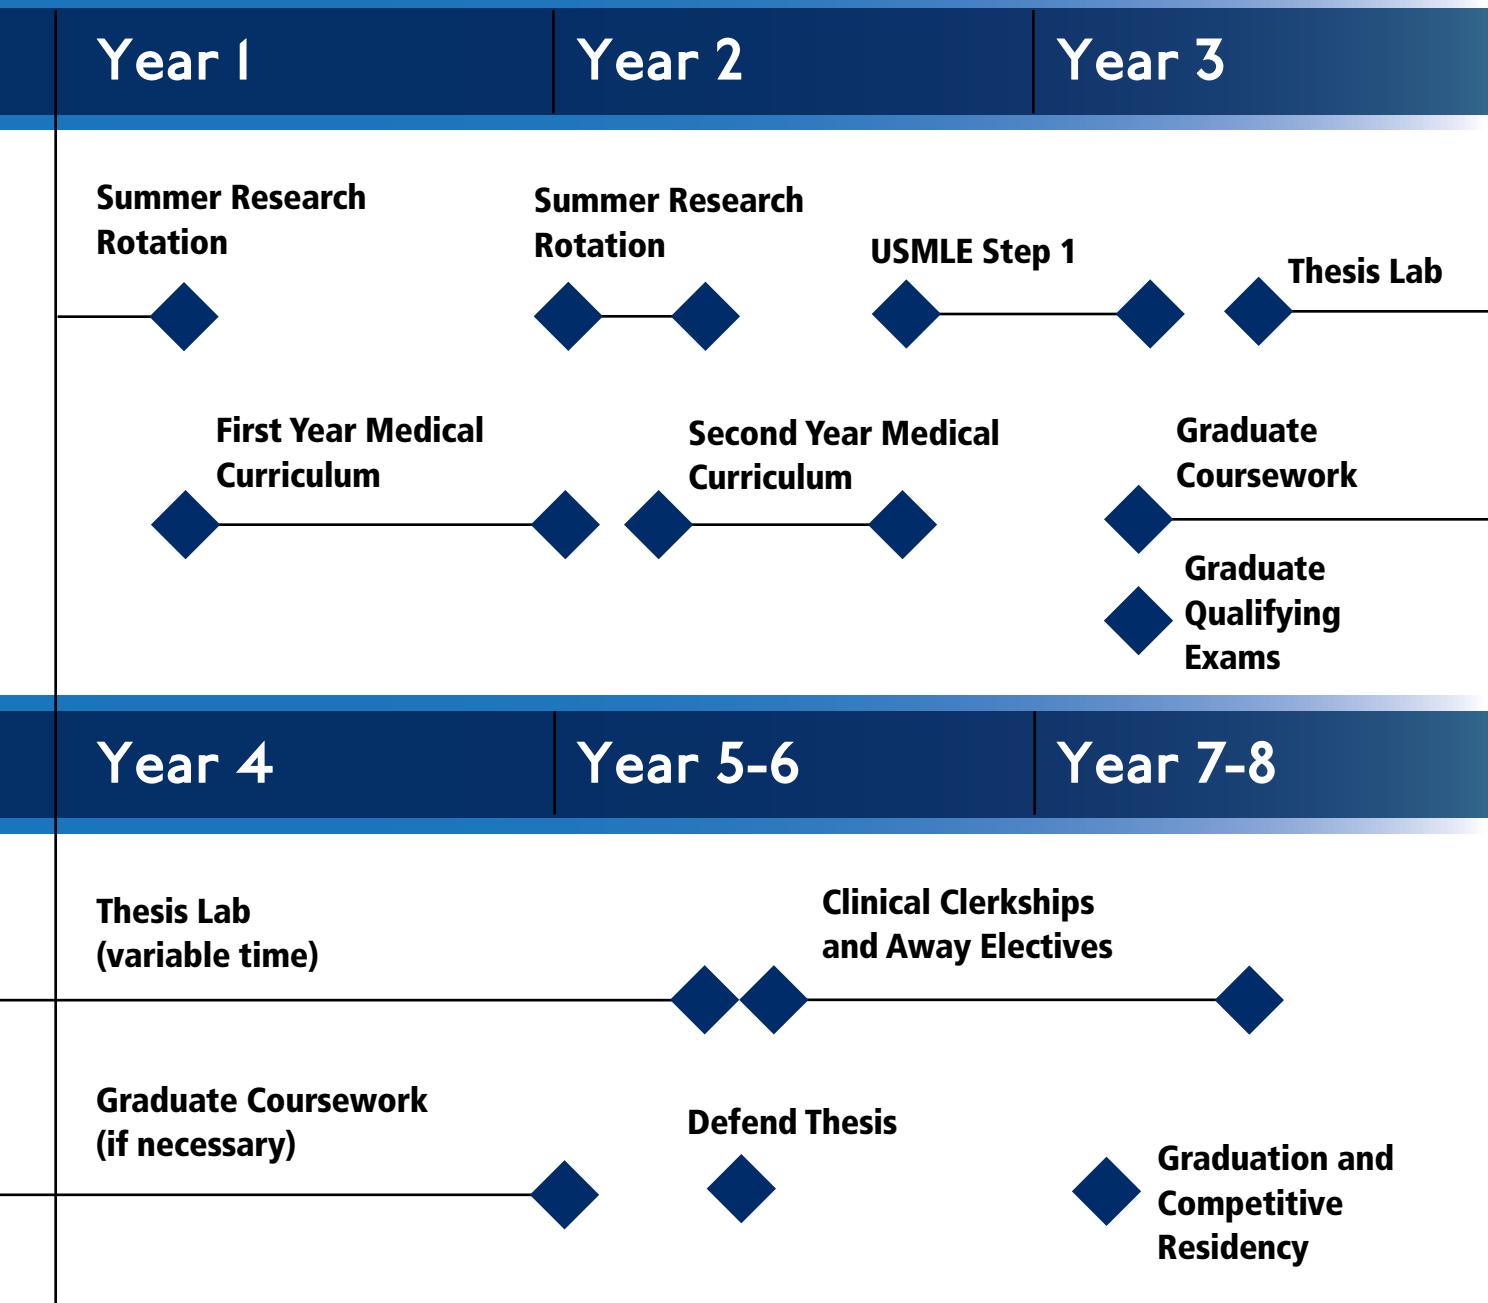 Year 1
Year 2
Year 3
Summer Research
Rotation
Summer Research
Rotation
USMLE Step 1
Thesis Lab
First Year Medical
Curriculum
Second Year Medical
Curriculum
Graduate
Coursework
Graduate
Qualifying
Exams
Year 4
Year 5-6
Year 7-8
Thesis Lab
(variable time)
Clinical Clerkships
and Away Electives
Graduate Coursework
(if necessary)
Defend Thesis
Graduation and
Competitive
Residency